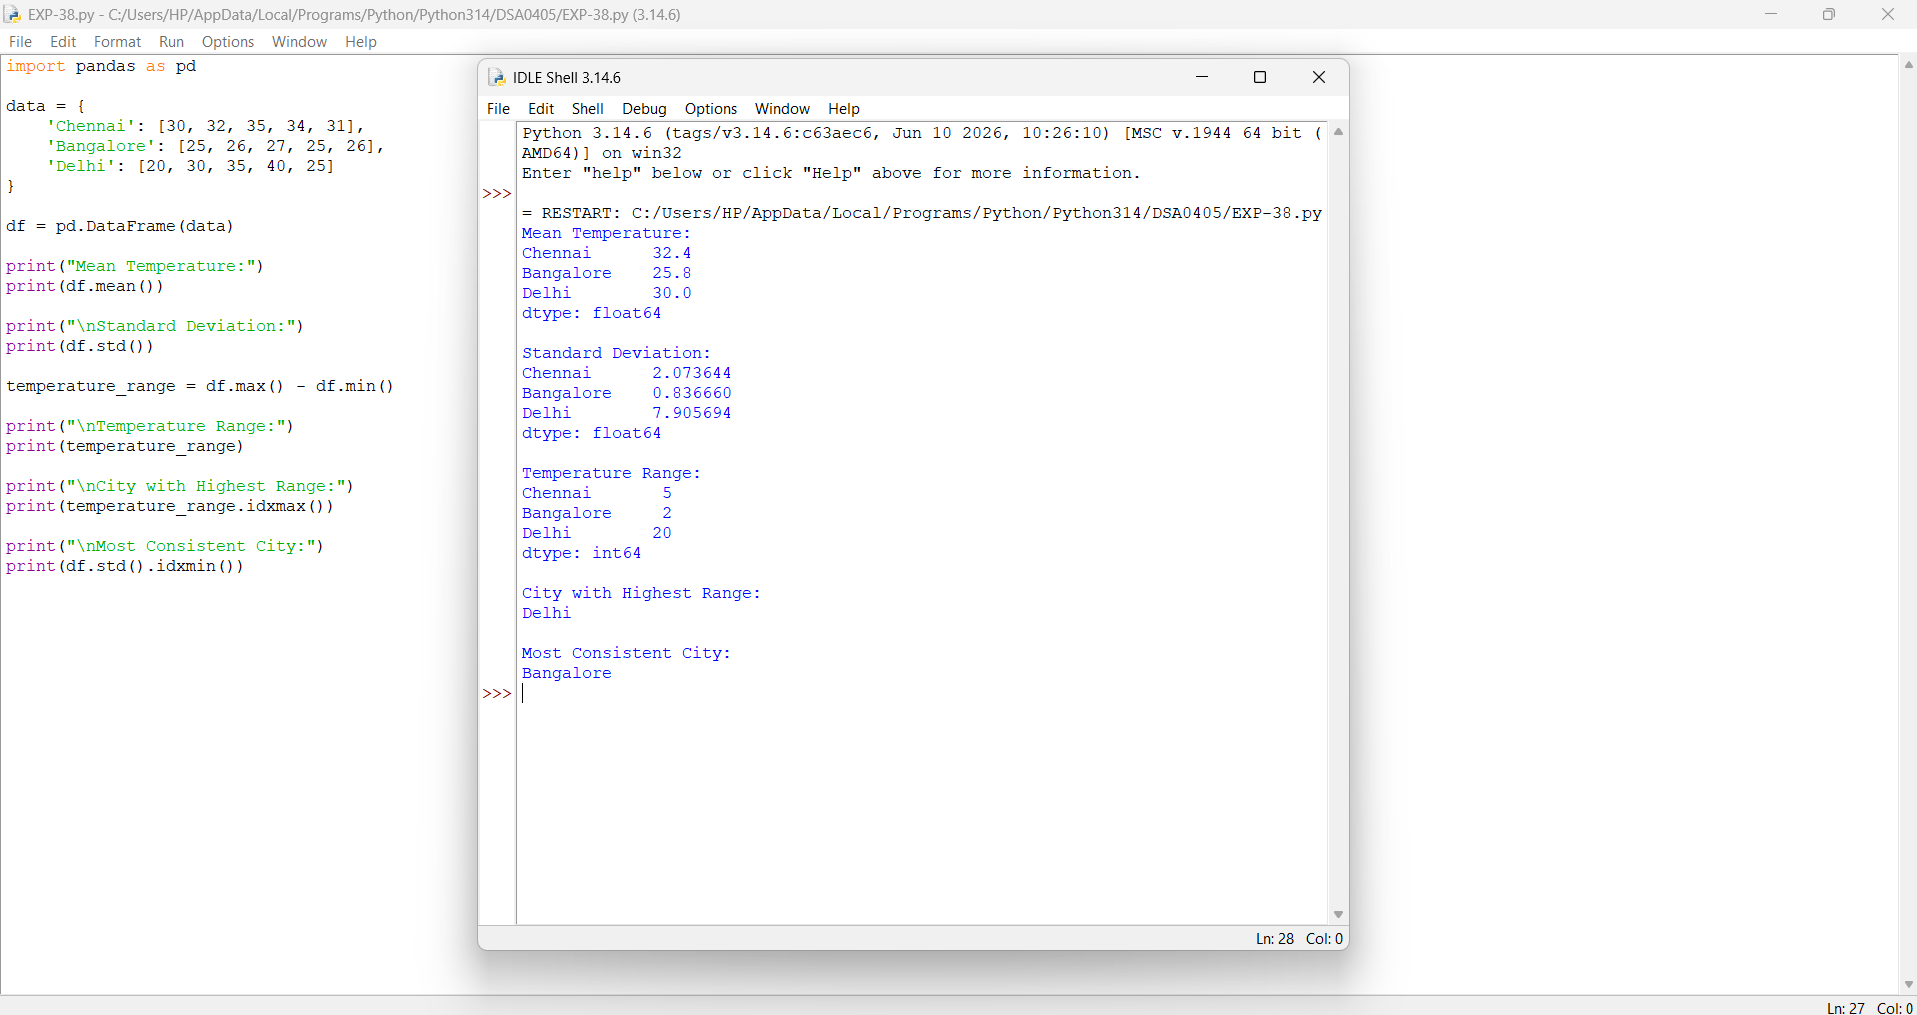 EXP-38.py - C:/Users/HP/AppData/Local/Programs/Python/Python314/DSA0405/EXP-38.py (3.14.6)
File Edit Format Run Options Window Help
import pandas as pd
data = {
    'Chennai': [30, 32, 35, 34, 31],
    'Bangalore': [25, 26, 27, 25, 26],
    'Delhi': [20, 30, 35, 40, 25]
}
df = pd.DataFrame(data)
print("Mean Temperature:")
print(df.mean())
print("\nStandard Deviation:")
print(df.std())
temperature_range = df.max() - df.min()
print("\nTemperature Range:")
print(temperature_range)
print("\nCity with Highest Range:")
print(temperature_range.idxmax())
print("\nMost Consistent City:")
print(df.std().idxmin())
IDLE Shell 3.14.6
File Edit Shell Debug Options Window Help
Python 3.14.6 (tags/v3.14.6:c63aec6, Jun 10 2026, 10:26:10) [MSC v.1944 64 bit (
AMD64)] on win32
Enter "help" below or click "Help" above for more information.
>>>
= RESTART: C:/Users/HP/AppData/Local/Programs/Python/Python314/DSA0405/EXP-38.py
Mean Temperature:
Chennai      32.4
Bangalore    25.8
Delhi        30.0
dtype: float64
Standard Deviation:
Chennai      2.073644
Bangalore    0.836660
Delhi        7.905694
dtype: float64
Temperature Range:
Chennai       5
Bangalore     2
Delhi        20
dtype: int64
City with Highest Range:
Delhi
Most Consistent City:
Bangalore
>>>
Ln: 28 Col: 0
Ln: 27 Col: 0